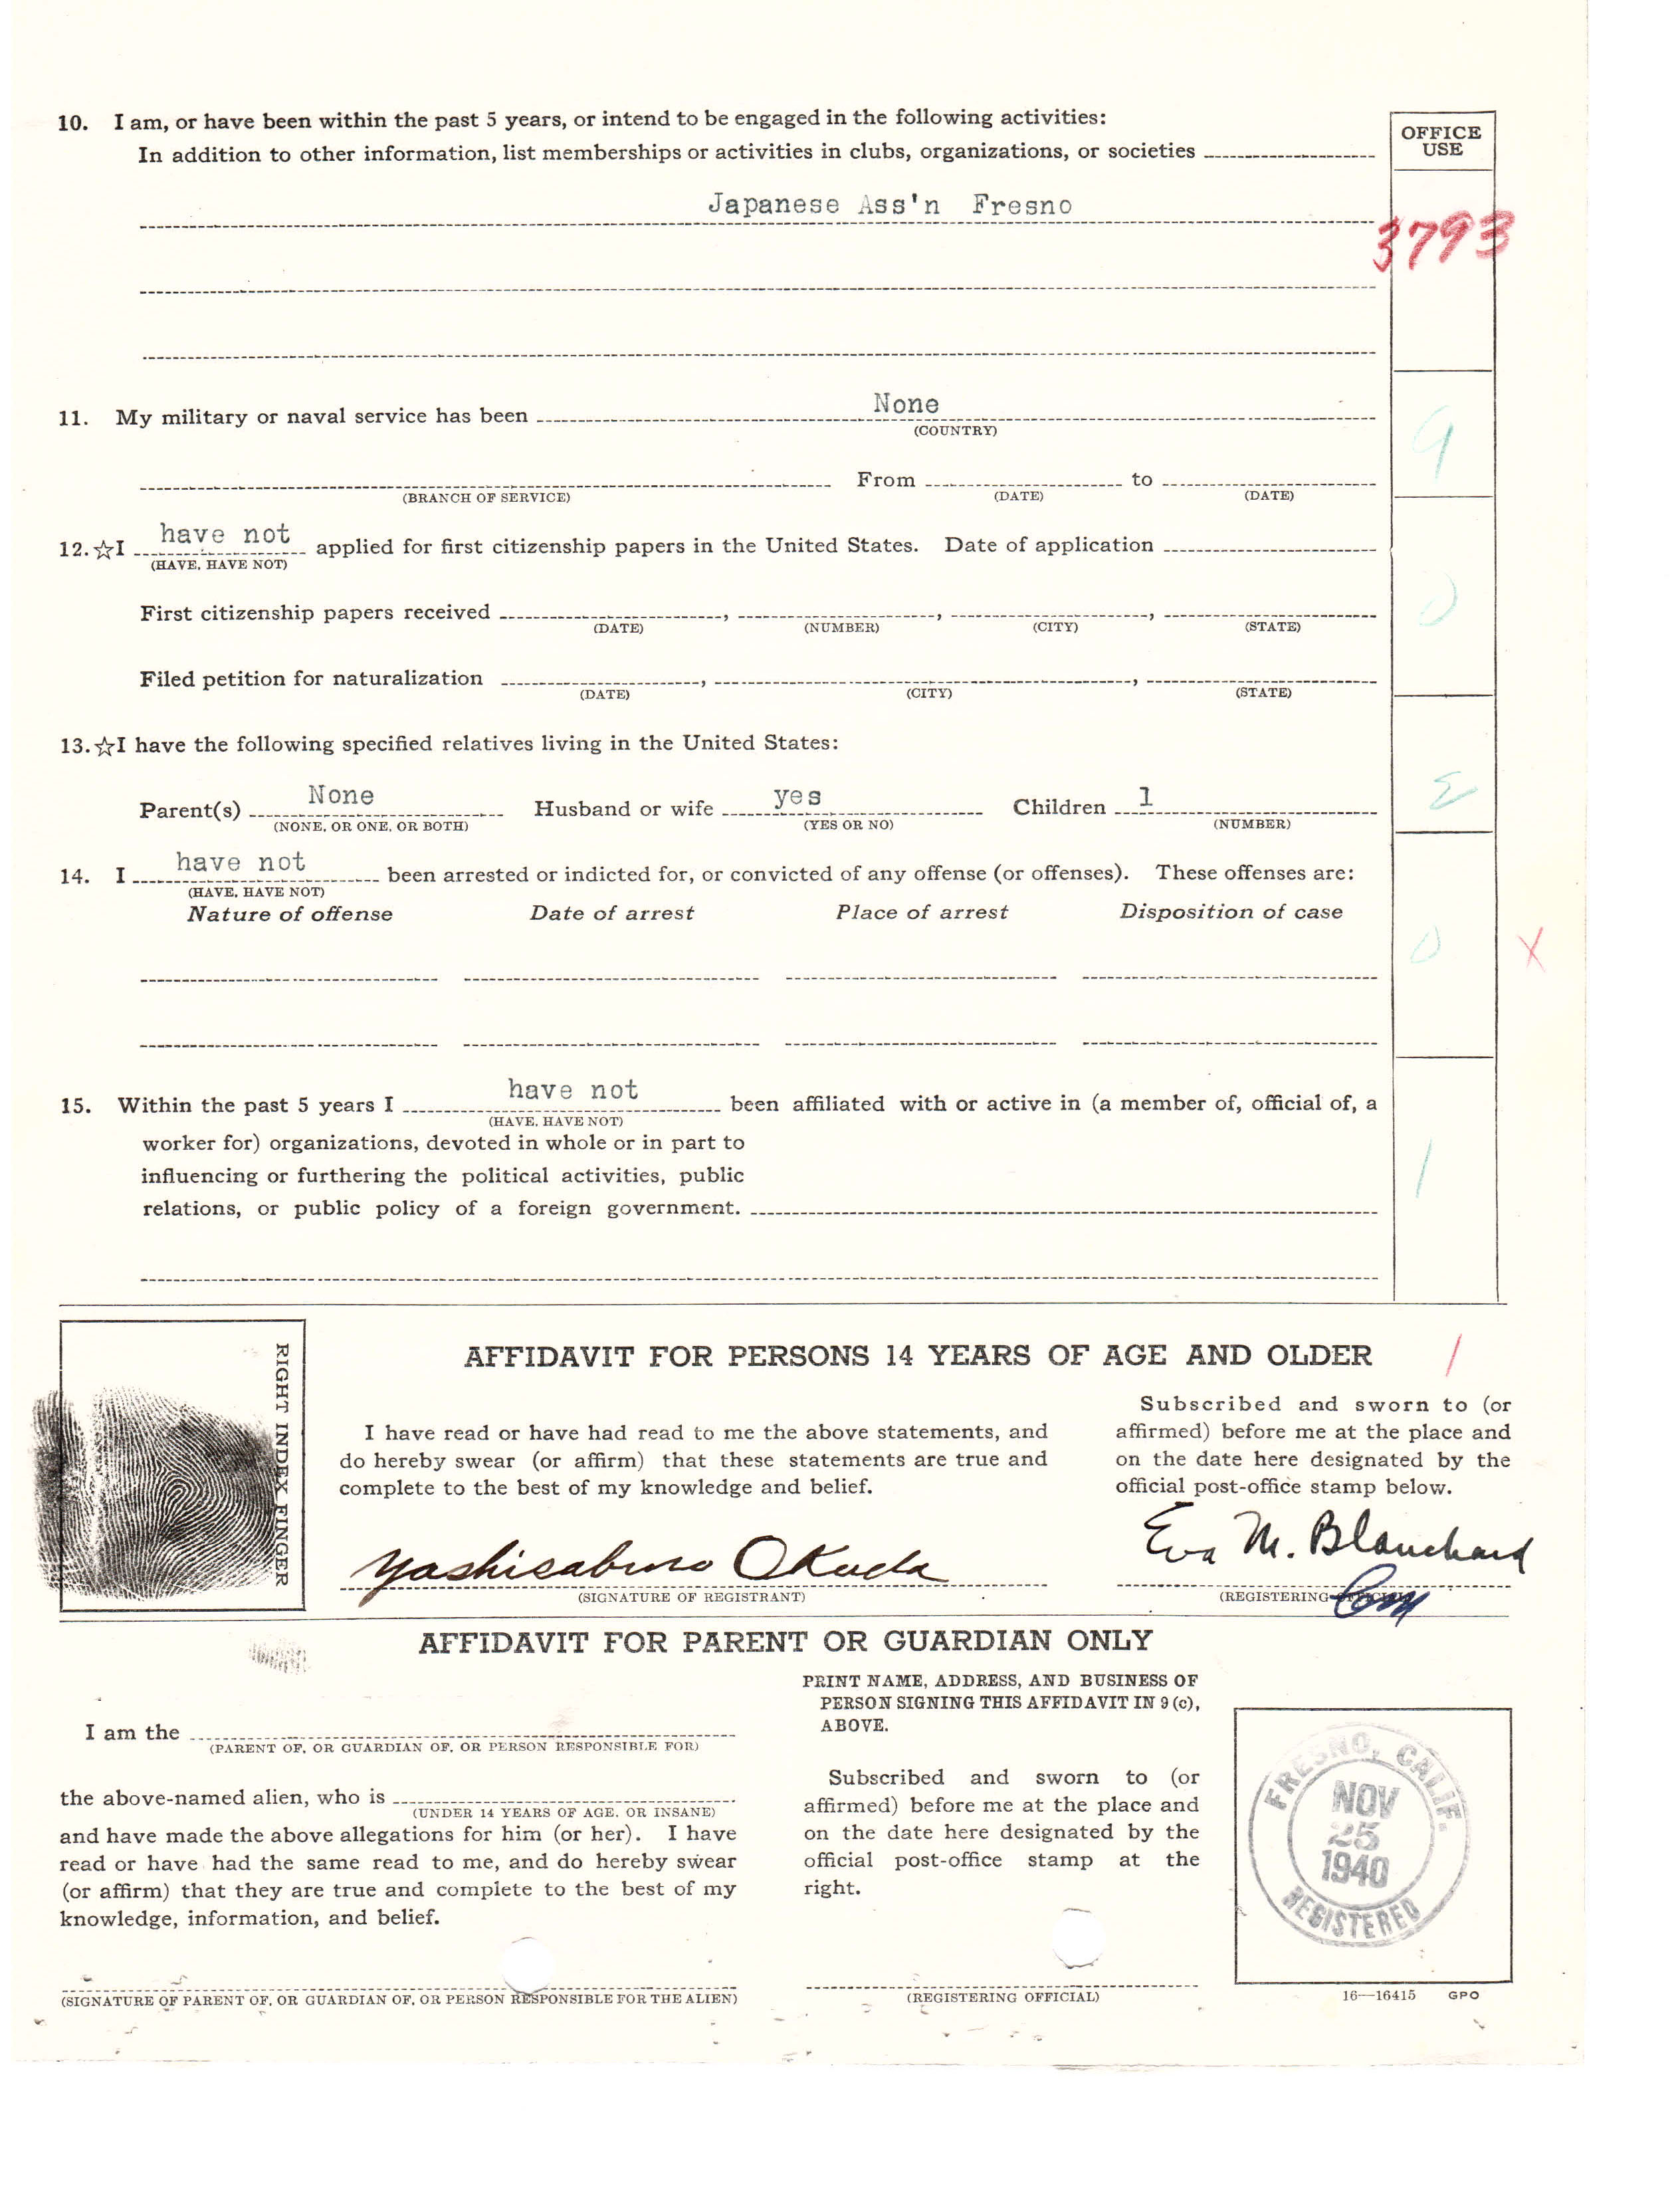 10. I am, or have been within the past 5 years, or intend to be engaged in the following activities:
In addition to other information, list memberships or activities in clubs, organizations, or societies
OFFICE USE
Japanese Ass'n Fresno
3793
11. My military or naval service has been None
(COUNTRY)
9
From to
(BRANCH OF SERVICE) (DATE) (DATE)
12. ☆I have not applied for first citizenship papers in the United States. Date of application
(HAVE, HAVE NOT)
0
First citizenship papers received , , ,
(DATE) (NUMBER) (CITY) (STATE)
Filed petition for naturalization , ,
(DATE) (CITY) (STATE)
13. ☆I have the following specified relatives living in the United States:
Parent(s) None Husband or wife yes Children 1
(NONE, OR ONE, OR BOTH) (YES OR NO) (NUMBER)
14. I have not been arrested or indicted for, or convicted of any offense (or offenses). These offenses are:
(HAVE, HAVE NOT)
Nature of offense Date of arrest Place of arrest Disposition of case
0 X
15. Within the past 5 years I have not been affiliated with or active in (a member of, official of, a
(HAVE, HAVE NOT)
worker for) organizations, devoted in whole or in part to
influencing or furthering the political activities, public
relations, or public policy of a foreign government.
1
RIGHT INDEX FINGER
AFFIDAVIT FOR PERSONS 14 YEARS OF AGE AND OLDER /
I have read or have had read to me the above statements, and
do hereby swear (or affirm) that these statements are true and
complete to the best of my knowledge and belief.
Yashisaburo Okuda
(SIGNATURE OF REGISTRANT)
Subscribed and sworn to (or
affirmed) before me at the place and
on the date here designated by the
official post-office stamp below.
Eva M. Blanchard
(REGISTERING OFFICIAL)
AFFIDAVIT FOR PARENT OR GUARDIAN ONLY
I am the
(PARENT OF, OR GUARDIAN OF, OR PERSON RESPONSIBLE FOR)
the above-named alien, who is
(UNDER 14 YEARS OF AGE, OR INSANE)
and have made the above allegations for him (or her). I have
read or have had the same read to me, and do hereby swear
(or affirm) that they are true and complete to the best of my
knowledge, information, and belief.
(SIGNATURE OF PARENT OF, OR GUARDIAN OF, OR PERSON RESPONSIBLE FOR THE ALIEN)
PRINT NAME, ADDRESS, AND BUSINESS OF
PERSON SIGNING THIS AFFIDAVIT IN 9 (c),
ABOVE.
Subscribed and sworn to (or
affirmed) before me at the place and
on the date here designated by the
official post-office stamp at the
right.
(REGISTERING OFFICIAL)
FRESNO, CALIF.
NOV
25
1940
REGISTERED
16—16415 GPO